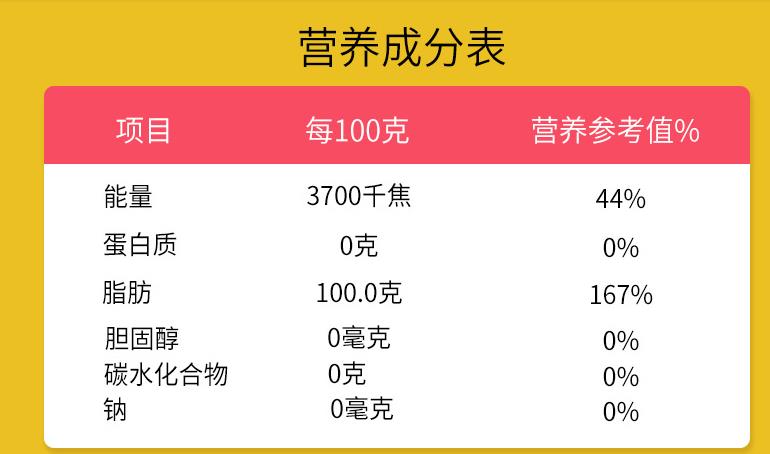 营养成分表
项目 每100克 营养参考值%
能量 3700千焦 44%
蛋白质 0克 0%
脂肪 100.0克 167%
胆固醇 0毫克 0%
碳水化合物 0克 0%
钠 0毫克 0%